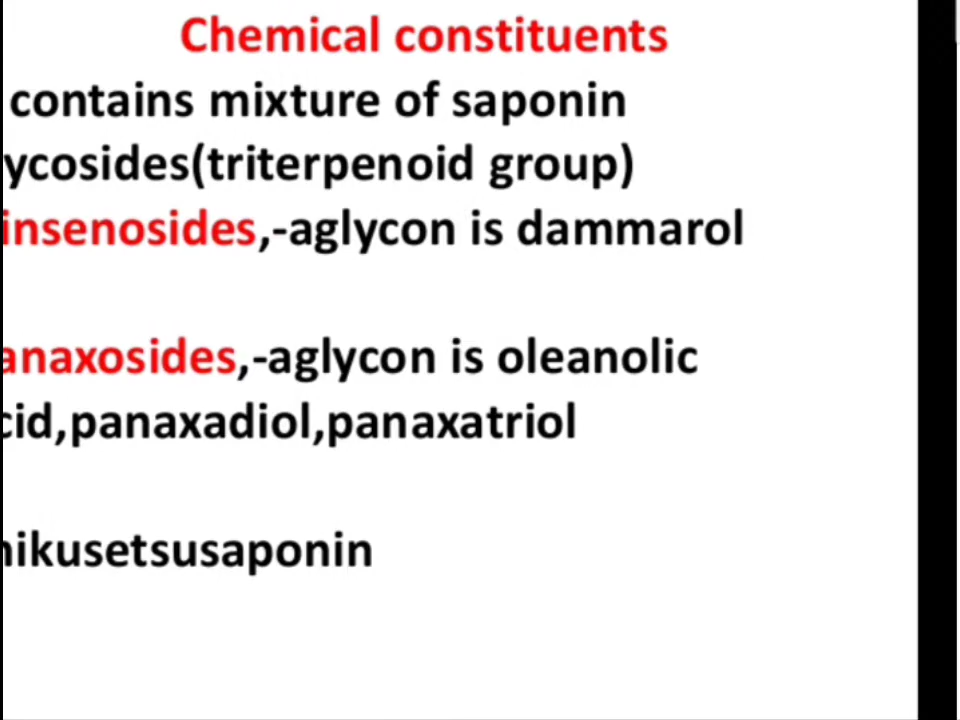 Chemical constituents
contains mixture of saponin
ycosides(triterpenoid group)
insenosides,-aglycon is dammarol
anaxosides,-aglycon is oleanolic
cid,panaxadiol,panaxatriol
hikusetsusaponin